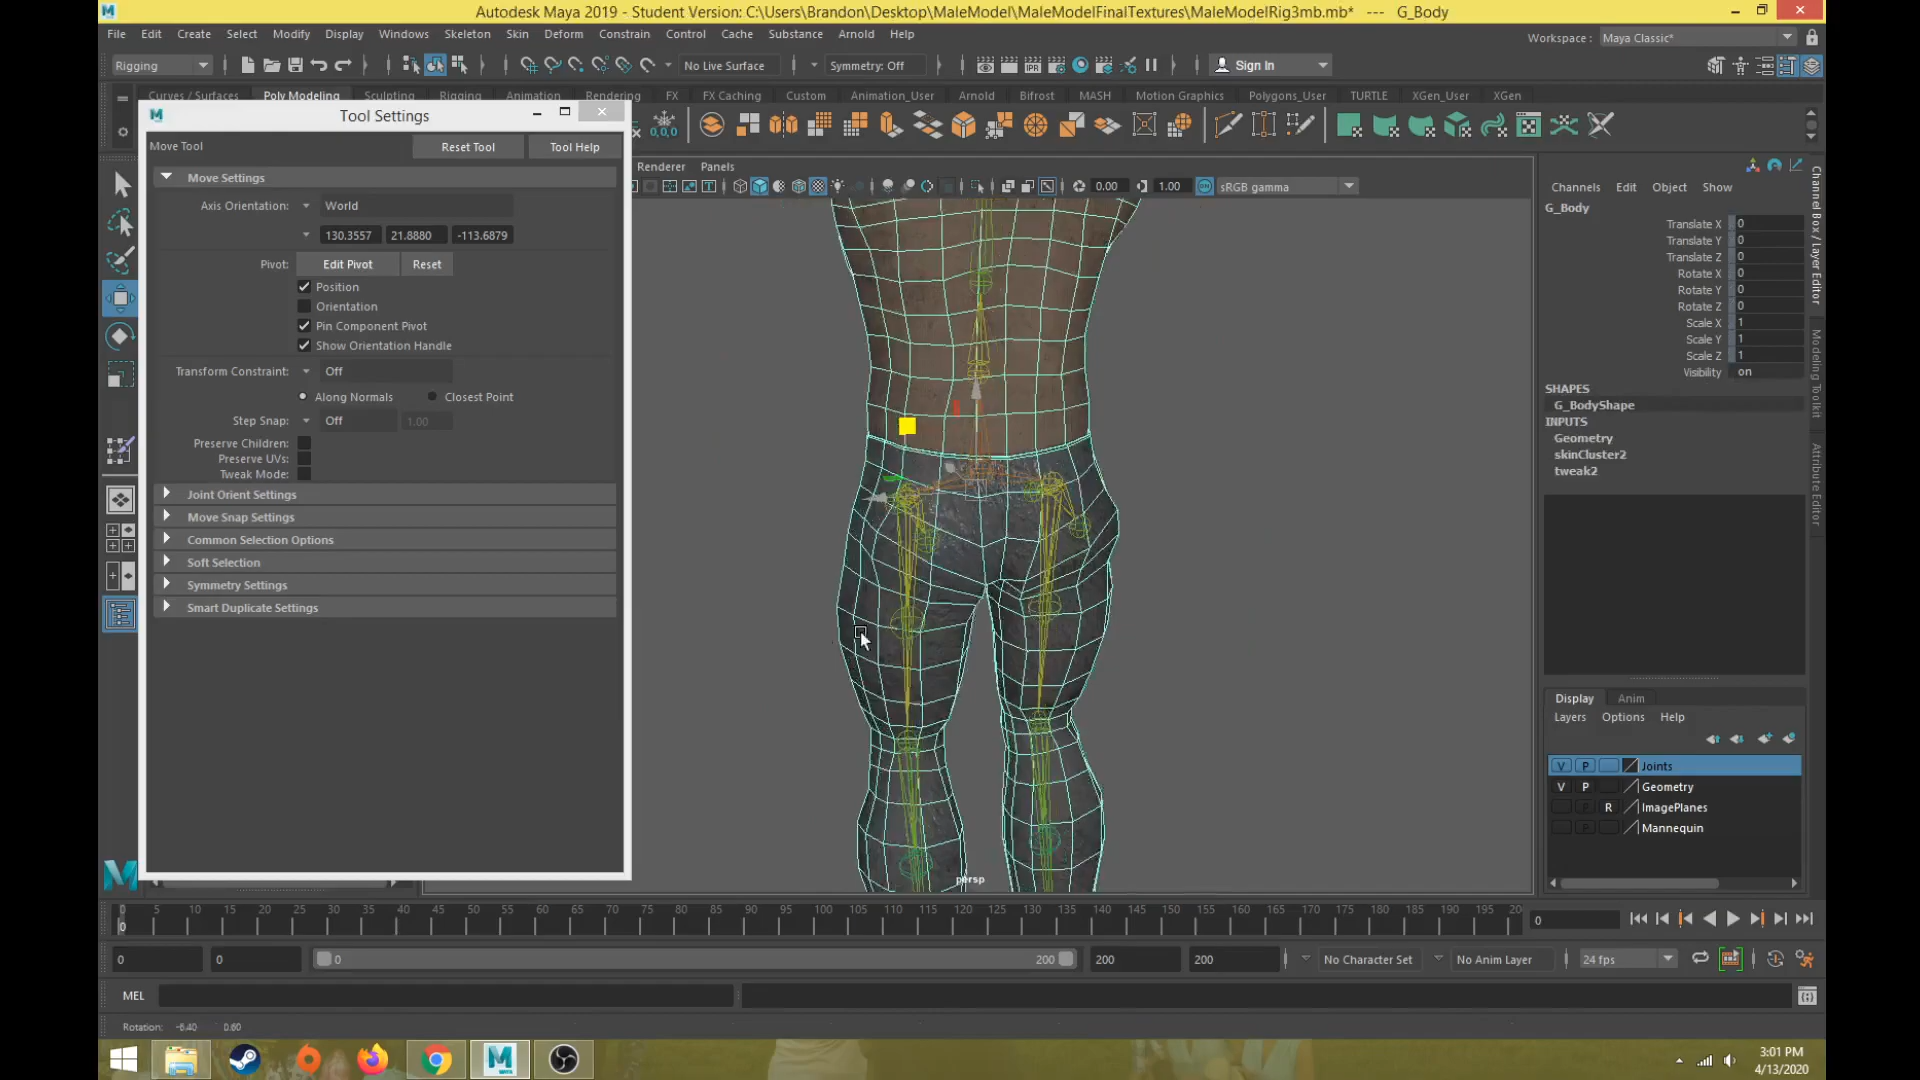 Autodesk Maya 2019 - Student Version: C:\Users\Brandon\Desktop\MaleModel\MaleModelFinalTextures\MaleModelRig3mb.mb* --- G_Body
File Edit Create Select Modify Display Windows Skeleton Skin Deform Constrain Control Cache Substance Arnold Help
Workspace : Maya Classic*
Rigging No Live Surface Symmetry: Off Sign In
Curves / Surfaces Poly Modeling Sculpting Rigging Animation Rendering FX FX Caching Custom Animation_User Arnold Bifrost MASH Motion Graphics Polygons_User TURTLE XGen_User XGen
Tool Settings
Move Tool Reset Tool Tool Help
Renderer Panels
0.00 1.00 sRGB gamma
Move Settings
Axis Orientation: World
130.3557 21.8880 -113.6879
Pivot: Edit Pivot Reset
Position
Orientation
Pin Component Pivot
Show Orientation Handle
Transform Constraint: Off
Along Normals Closest Point
Step Snap: Off 1.00
Preserve Children:
Preserve UVs:
Tweak Mode:
Joint Orient Settings
Move Snap Settings
Common Selection Options
Soft Selection
Symmetry Settings
Smart Duplicate Settings
persp
Channels Edit Object Show
G_Body
Translate X 0
Translate Y 0
Translate Z 0
Rotate X 0
Rotate Y 0
Rotate Z 0
Scale X 1
Scale Y 1
Scale Z 1
Visibility on
SHAPES
G_BodyShape
INPUTS
Geometry
skinCluster2
tweak2
Channel Box / Layer Editor
Modeling Toolkit
Attribute Editor
Display Anim
Layers Options Help
V P Joints
V P Geometry
P R ImagePlanes
P Mannequin
0 5 10 15 20 25 30 35 40 45 50 55 60 65 70 75 80 85 90 95 100 105 110 115 120 125 130 135 140 145 150 155 160 165 170 175 180 185 190 195 20
0
0
0 0 0 200 200 200 No Character Set No Anim Layer 24 fps
MEL
Rotation: -6.40 0.60
3:01 PM
4/13/2020